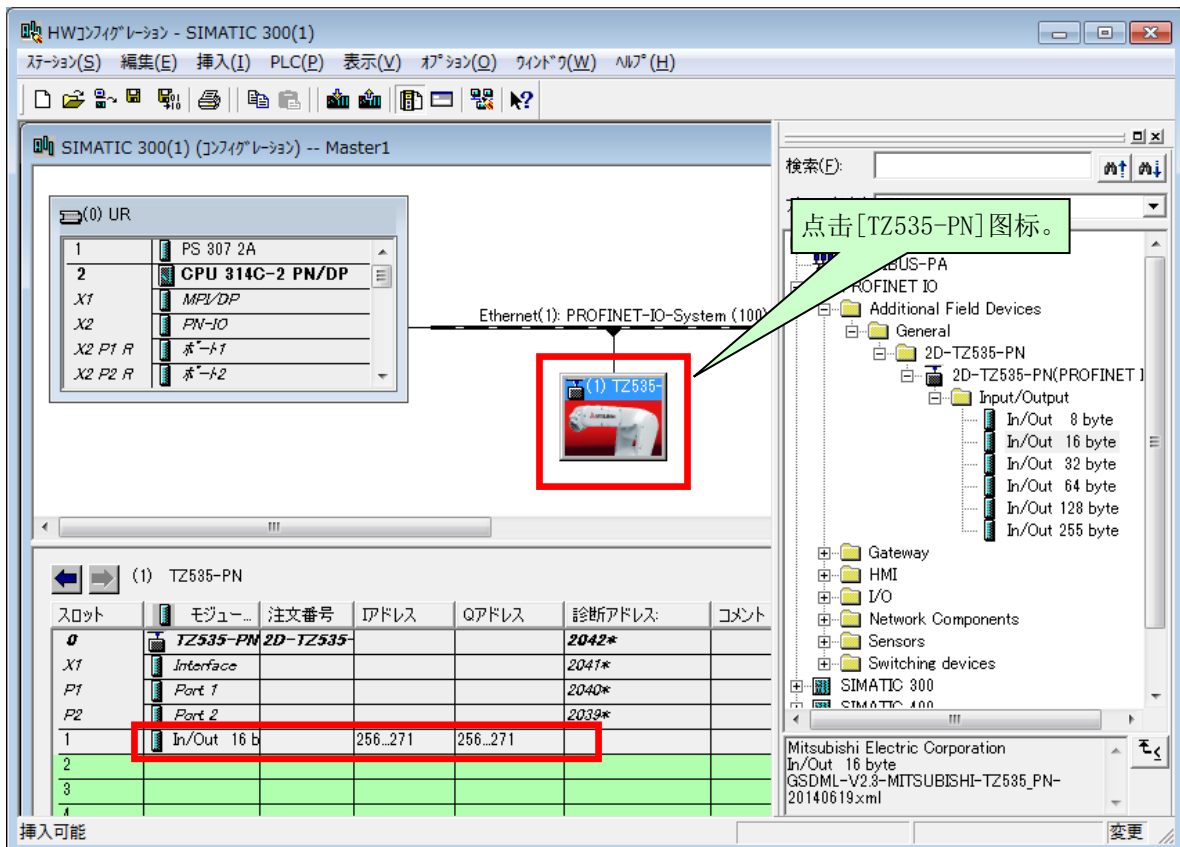 HWｺﾝﾌｨｸﾞﾚｰｼｮﾝ - SIMATIC 300(1)
ｽﾃｰｼｮﾝ(S) 編集(E) 挿入(I) PLC(P) 表示(V) ｵﾌﾟｼｮﾝ(O) ｳｨﾝﾄﾞｳ(W) ﾍﾙﾌﾟ(H)
SIMATIC 300(1) (ｺﾝﾌｨｸﾞﾚｰｼｮﾝ) -- Master1
(0) UR
1 PS 307 2A
2 CPU 314C-2 PN/DP
X1 MPI/DP
X2 PN-IO
X2 P1 R ﾎﾟｰﾄ1
X2 P2 R ﾎﾟｰﾄ2
Ethernet(1): PROFINET-IO-System (100)
(1) TZ535-
点击[TZ535-PN]图标。
検索(F):
BUS-PA
ROFINET IO
Additional Field Devices
General
2D-TZ535-PN
2D-TZ535-PN(PROFINET I
Input/Output
In/Out 8 byte
In/Out 16 byte
In/Out 32 byte
In/Out 64 byte
In/Out 128 byte
In/Out 255 byte
Gateway
HMI
I/O
Network Components
Sensors
Switching devices
SIMATIC 300
SIMATIC 400
Mitsubishi Electric Corporation
In/Out 16 byte
GSDML-V2.3-MITSUBISHI-TZ535_PN-
20140619.xml
(1) TZ535-PN
スロット モジュー... 注文番号 Iアドレス Qアドレス 診断アドレス: コメント
0 TZ535-PN 2D-TZ535- 2042*
X1 Interface 2041*
P1 Port 1 2040*
P2 Port 2 2039*
1 In/Out 16 b 256...271 256...271
2
3
4
挿入可能 変更